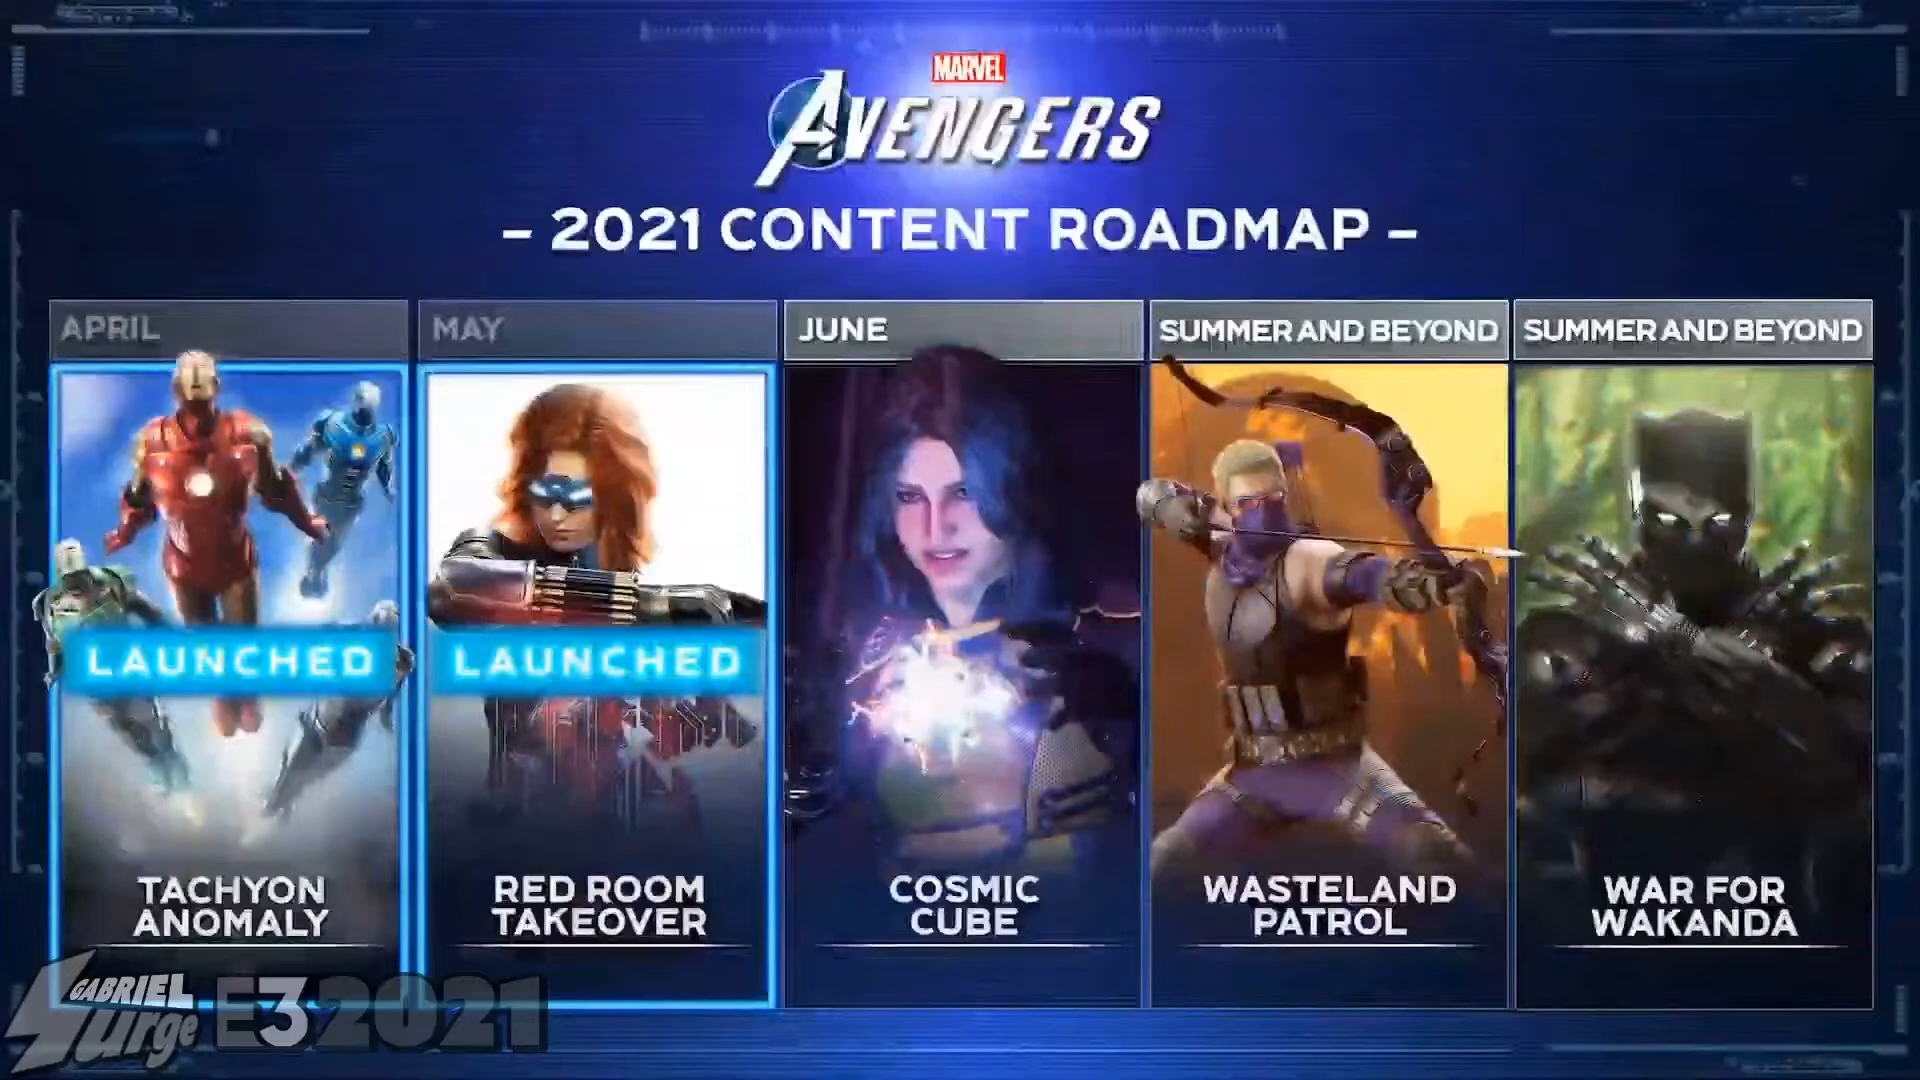 MARVEL
AVENGERS
– 2021 CONTENT ROADMAP –
APRIL
MAY
JUNE
SUMMER AND BEYOND
SUMMER AND BEYOND
LAUNCHED
LAUNCHED
TACHYON
ANOMALY
RED ROOM
TAKEOVER
COSMIC
CUBE
WASTELAND
PATROL
WAR FOR
WAKANDA
GABRIEL
Surge
E3 2021